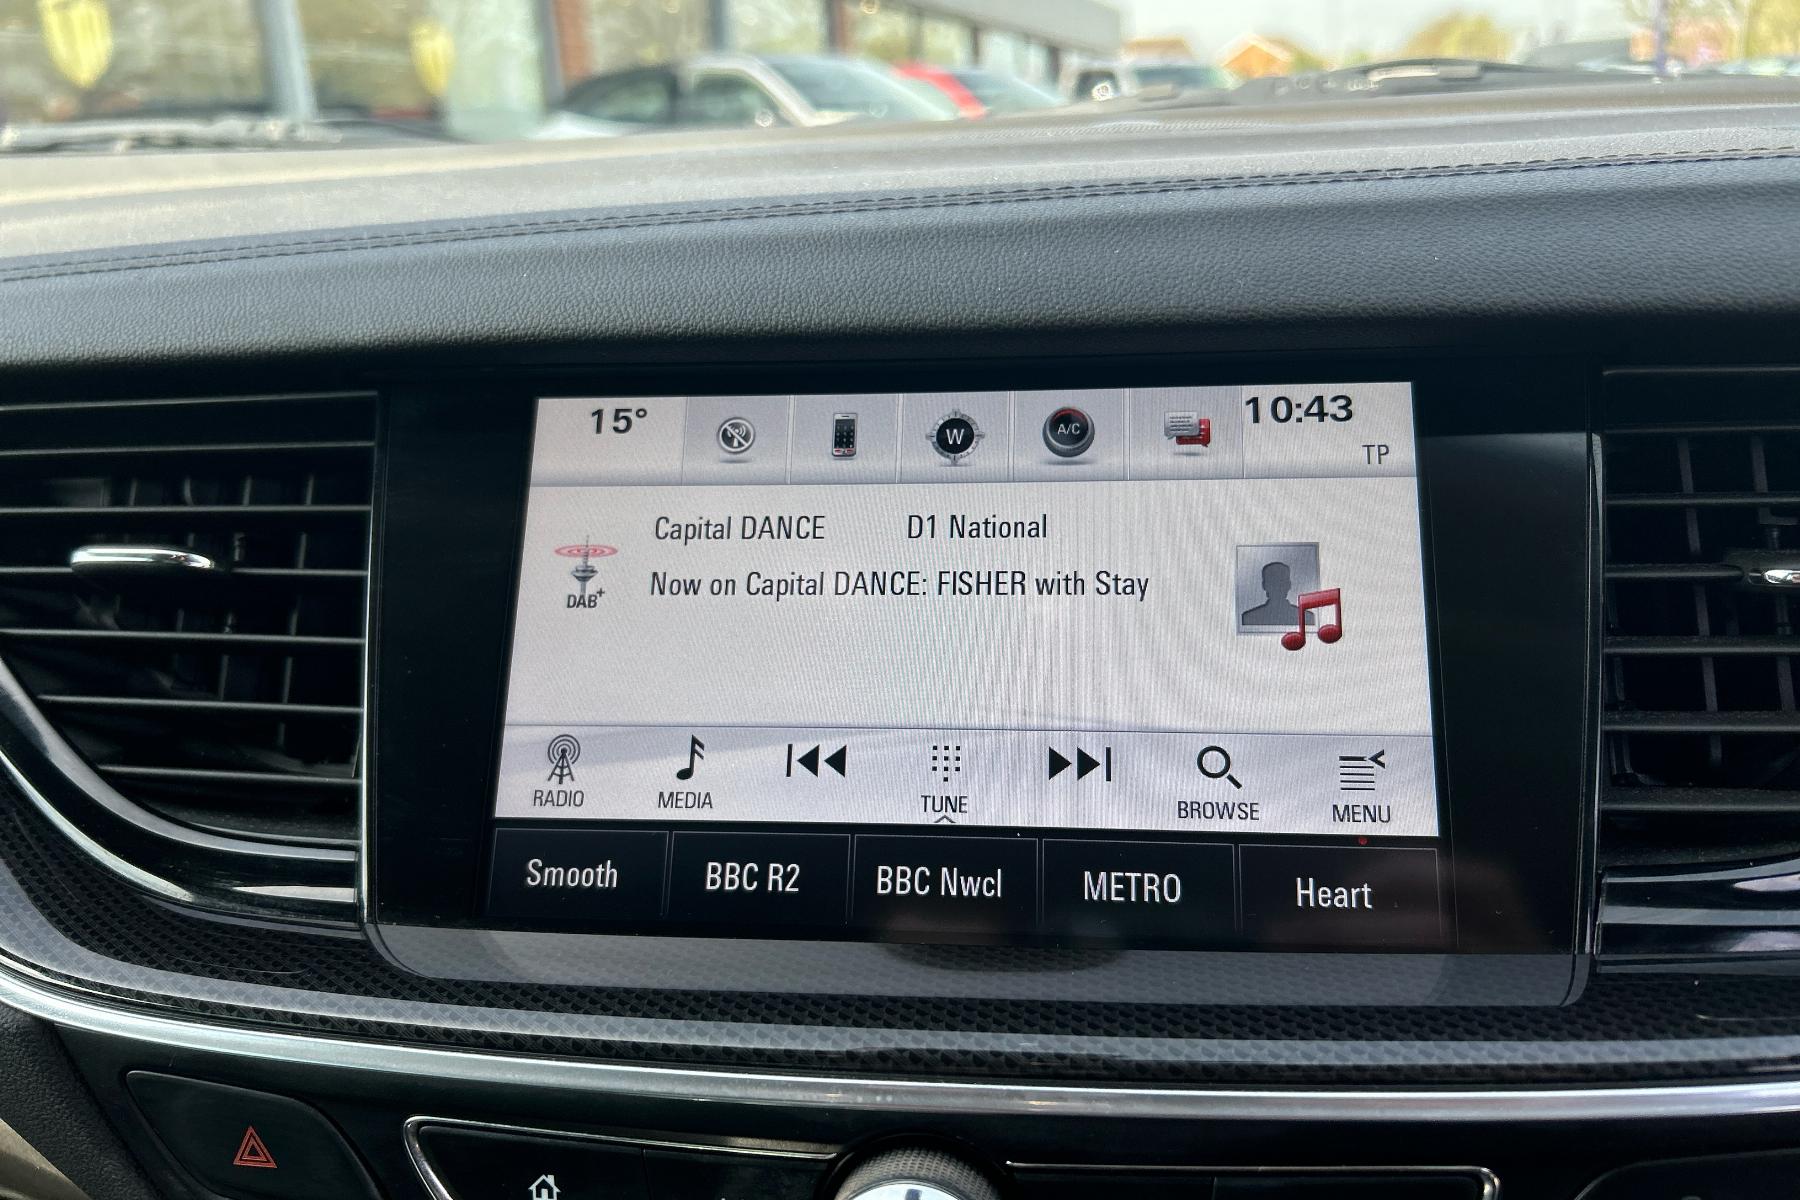 15°
W
A/C
10:43
TP
Capital DANCE D1 National
Now on Capital DANCE: FISHER with Stay
DAB+
RADIO
MEDIA
TUNE
BROWSE
MENU
Smooth
BBC R2
BBC Nwcl
METRO
Heart